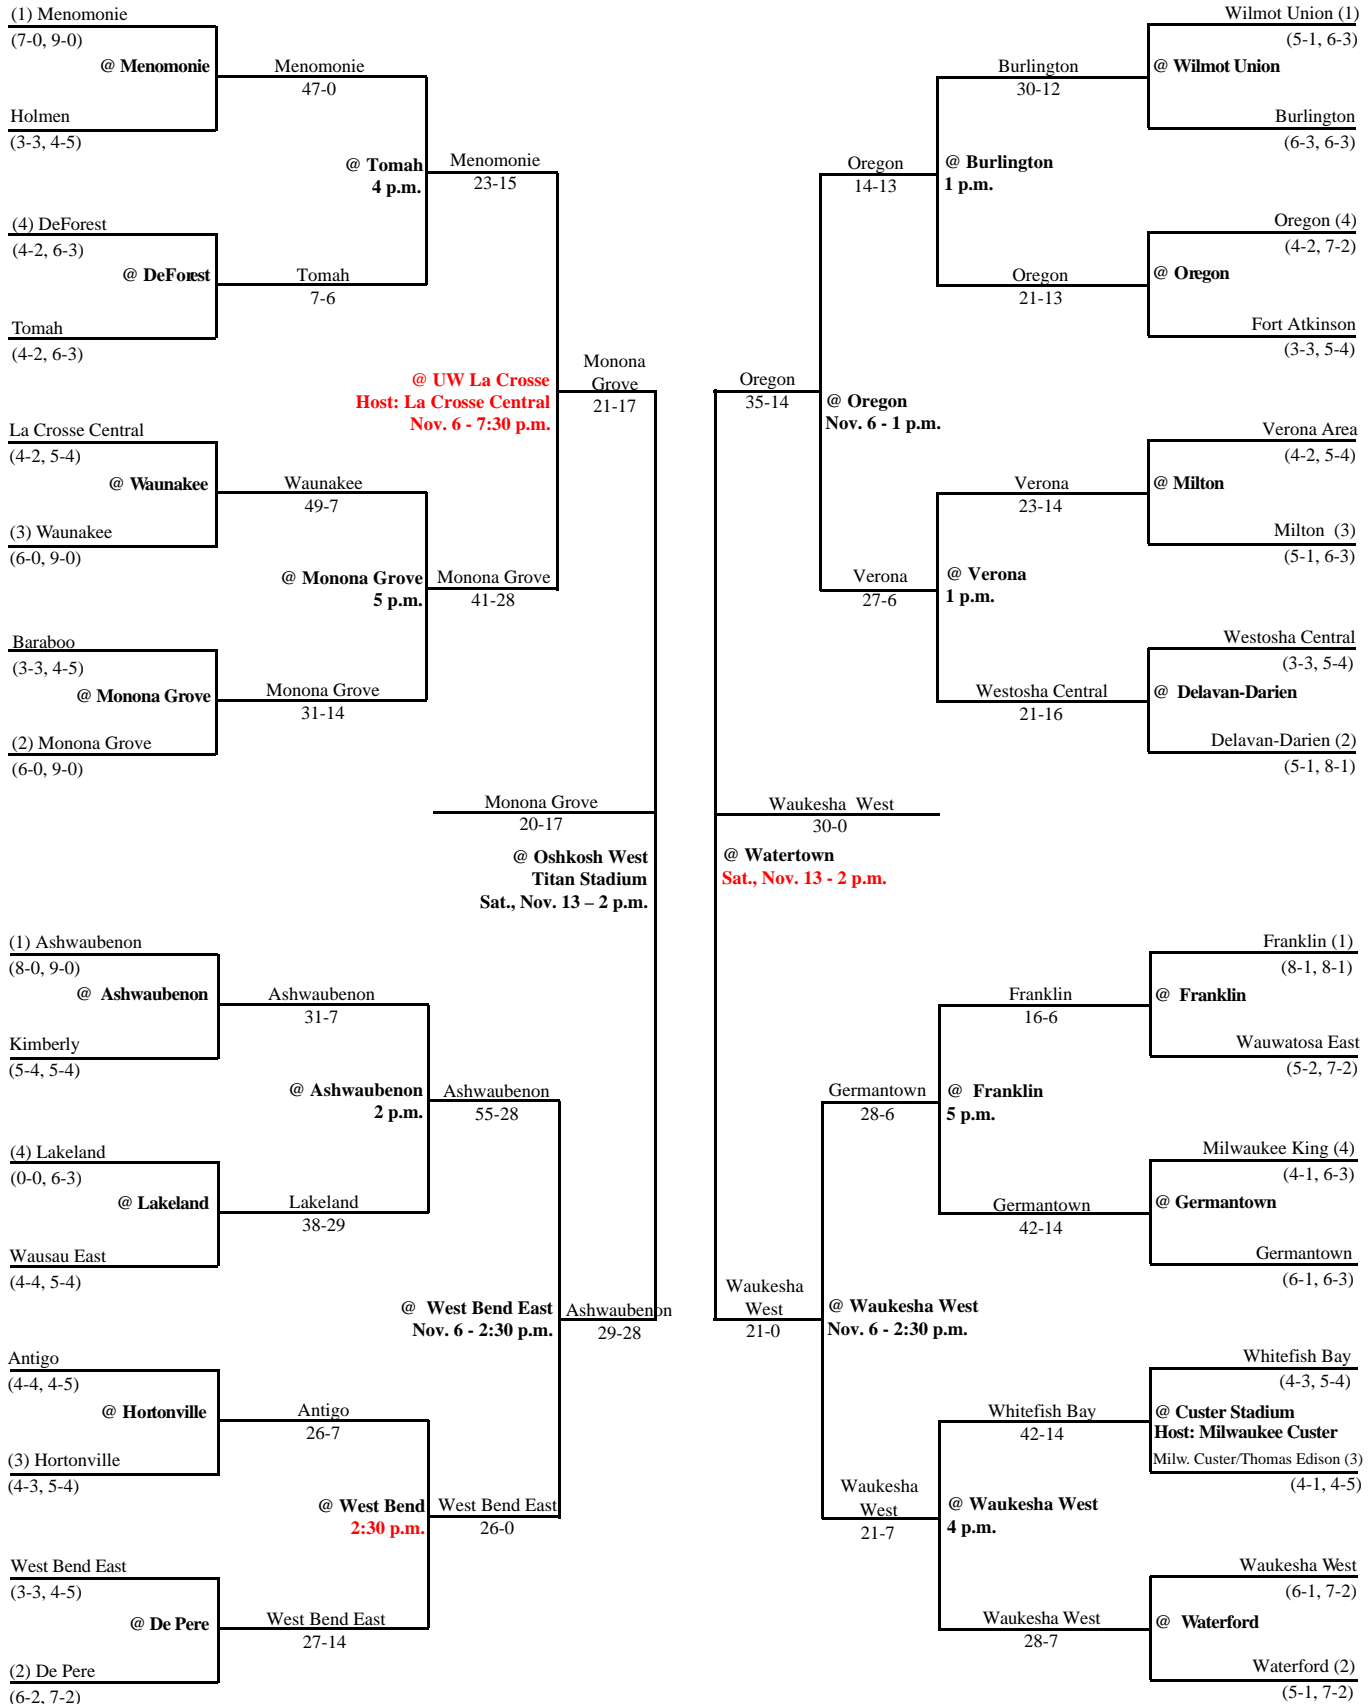 (1) Menomonie
(7-0, 9-0)
@ Menomonie
Holmen
(3-3, 4-5)
Menomonie
47-0
(4) DeForest
(4-2, 6-3)
@ DeForest
Tomah
(4-2, 6-3)
Tomah
7-6
@ Tomah
4 p.m.
Menomonie
23-15
La Crosse Central
(4-2, 5-4)
@ Waunakee
(3) Waunakee
(6-0, 9-0)
Waunakee
49-7
Baraboo
(3-3, 4-5)
@ Monona Grove
(2) Monona Grove
(6-0, 9-0)
Monona Grove
31-14
@ Monona Grove
5 p.m.
Monona Grove
41-28
@ UW La Crosse
Host: La Crosse Central
Nov. 6 - 7:30 p.m.
Monona
Grove
21-17
Monona Grove
20-17
@ Oshkosh West
Titan Stadium
Sat., Nov. 13 – 2 p.m.
(1) Ashwaubenon
(8-0, 9-0)
@ Ashwaubenon
Kimberly
(5-4, 5-4)
Ashwaubenon
31-7
(4) Lakeland
(0-0, 6-3)
@ Lakeland
Wausau East
(4-4, 5-4)
Lakeland
38-29
@ Ashwaubenon
2 p.m.
Ashwaubenon
55-28
Antigo
(4-4, 4-5)
@ Hortonville
(3) Hortonville
(4-3, 5-4)
Antigo
26-7
West Bend East
(3-3, 4-5)
@ De Pere
(2) De Pere
(6-2, 7-2)
West Bend East
27-14
@ West Bend
2:30 p.m.
West Bend East
26-0
@ West Bend East
Nov. 6 - 2:30 p.m.
Ashwaubenon
29-28
Wilmot Union (1)
(5-1, 6-3)
@ Wilmot Union
Burlington
(6-3, 6-3)
Burlington
30-12
Oregon (4)
(4-2, 7-2)
@ Oregon
Fort Atkinson
(3-3, 5-4)
Oregon
21-13
@ Burlington
1 p.m.
Oregon
14-13
Verona Area
(4-2, 5-4)
@ Milton
Milton (3)
(5-1, 6-3)
Verona
23-14
Westosha Central
(3-3, 5-4)
@ Delavan-Darien
Delavan-Darien (2)
(5-1, 8-1)
Westosha Central
21-16
@ Verona
1 p.m.
Verona
27-6
@ Oregon
Nov. 6 - 1 p.m.
Oregon
35-14
Waukesha West
30-0
@ Watertown
Sat., Nov. 13 - 2 p.m.
Franklin (1)
(8-1, 8-1)
@ Franklin
Wauwatosa East
(5-2, 7-2)
Franklin
16-6
Milwaukee King (4)
(4-1, 6-3)
@ Germantown
Germantown
(6-1, 6-3)
Germantown
42-14
@ Franklin
5 p.m.
Germantown
28-6
Whitefish Bay
(4-3, 5-4)
@ Custer Stadium
Host: Milwaukee Custer
Milw. Custer/Thomas Edison (3)
(4-1, 4-5)
Whitefish Bay
42-14
Waukesha West
(6-1, 7-2)
@ Waterford
Waterford (2)
(5-1, 7-2)
Waukesha West
28-7
@ Waukesha West
4 p.m.
Waukesha
West
21-7
@ Waukesha West
Nov. 6 - 2:30 p.m.
Waukesha
West
21-0